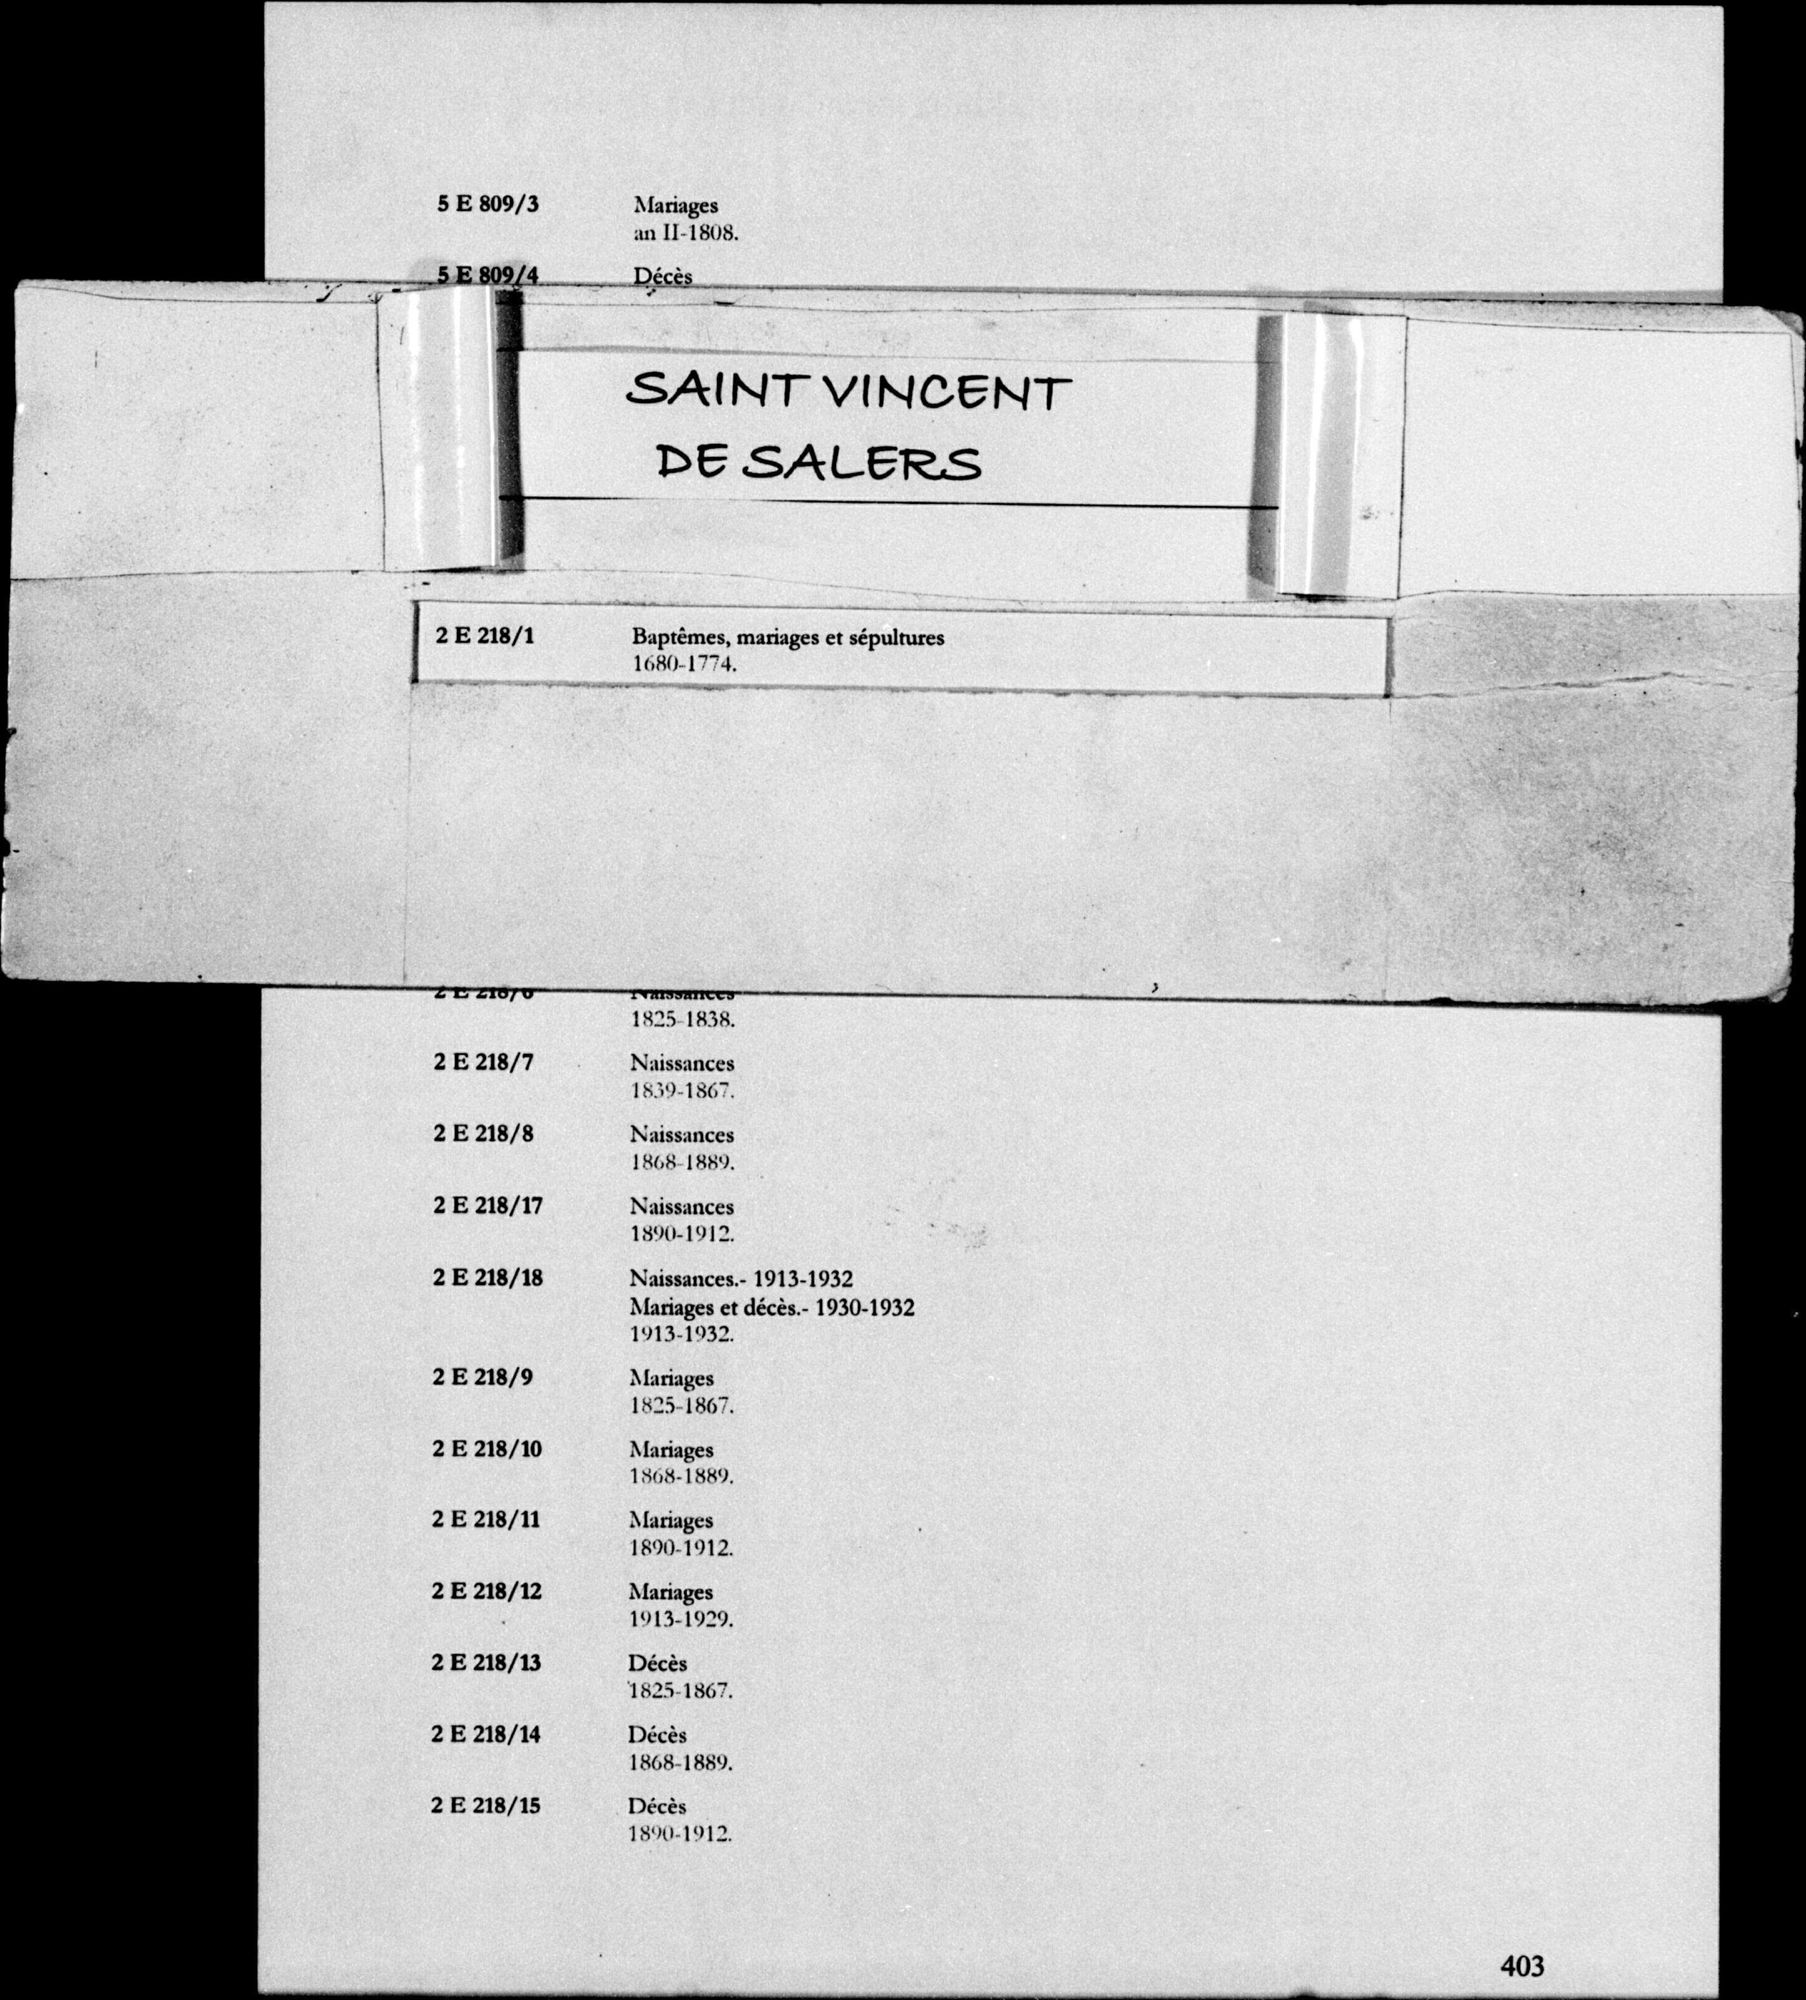 5 E 809/3 Mariages
an II-1808.
5 E 809/4 Décès
SAINT VINCENT
DE SALERS
2 E 218/1 Baptêmes, mariages et sépultures
1680-1774.
2 E 218/6 Naissances
1825-1838.
2 E 218/7 Naissances
1839-1867.
2 E 218/8 Naissances
1868-1889.
2 E 218/17 Naissances
1890-1912.
2 E 218/18 Naissances.- 1913-1932
Mariages et décès.- 1930-1932
1913-1932.
2 E 218/9 Mariages
1825-1867.
2 E 218/10 Mariages
1868-1889.
2 E 218/11 Mariages
1890-1912.
2 E 218/12 Mariages
1913-1929.
2 E 218/13 Décès
1825-1867.
2 E 218/14 Décès
1868-1889.
2 E 218/15 Décès
1890-1912.
403